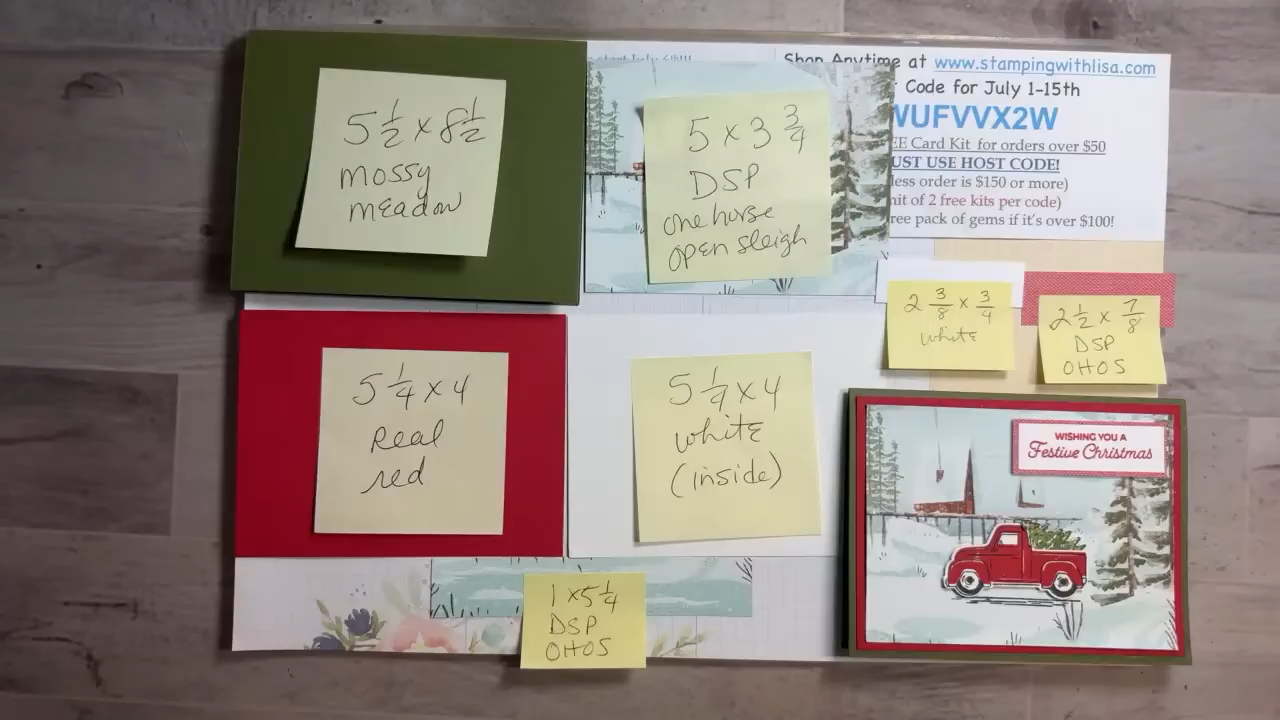 5 1/2 x 8 1/2
mossy
meadow
5 x 3 3/4
DSP
one horse
open sleigh
Shop Anytime at www.stampingwithlisa.com
Code for July 1-15th
WUFVVX2W
EE Card Kit for orders over $50
UST USE HOST CODE!
less order is $150 or more)
nit of 2 free kits per code)
ree pack of gems if it's over $100!
2 3/8 x 3/4
white
2 1/2 x 7/8
DSP
OHOS
5 1/4 x 4
Real
red
5 1/4 x 4
white
(inside)
WISHING YOU A
Festive Christmas
1 x 5 1/4
DSP
OHOS